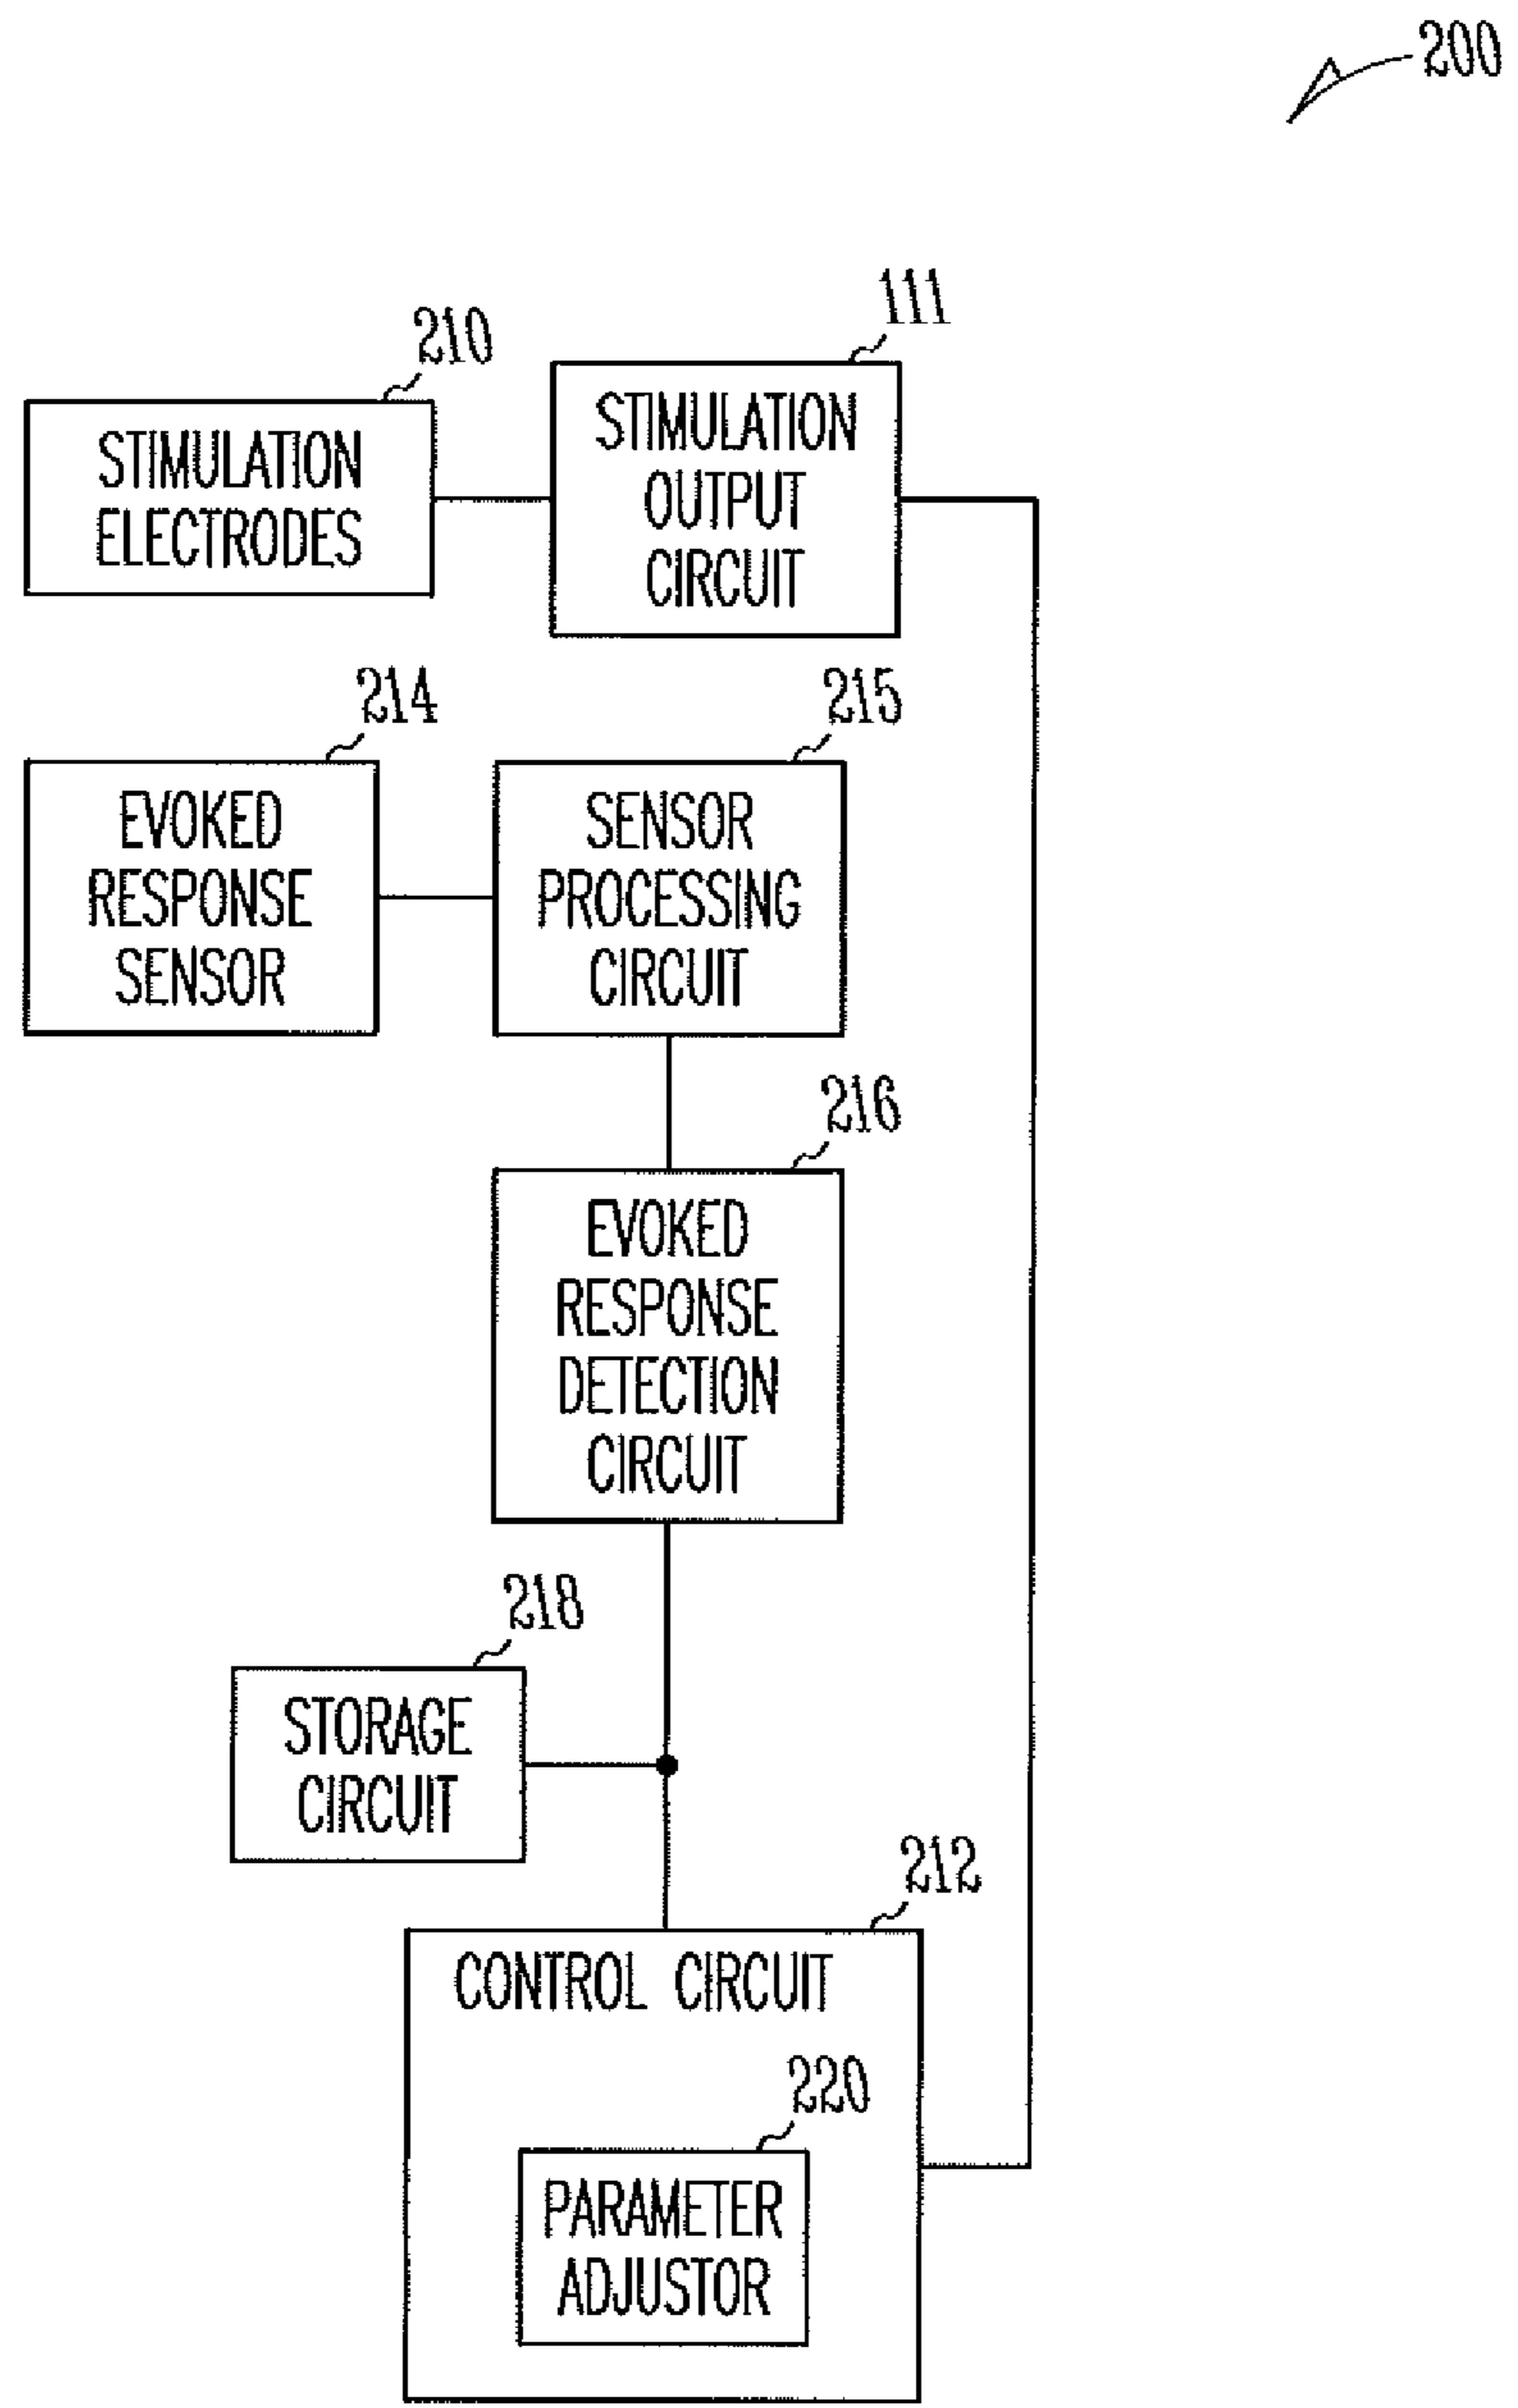 200
111
210
STIMULATION
ELECTRODES
STIMULATION
OUTPUT
CIRCUIT
214
215
EVOKED
RESPONSE
SENSOR
SENSOR
PROCESSING
CIRCUIT
216
EVOKED
RESPONSE
DETECTION
CIRCUIT
218
STORAGE
CIRCUIT
212
CONTROL CIRCUIT
220
PARAMETER
ADJUSTOR